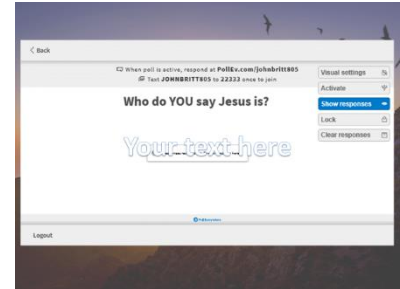 Back
When poll is active, respond at PollEv.com/johnbritt805
Text JOHNBRITT805 to 22333 once to join
Visual settings
Activate
Show responses
Lock
Clear responses
Who do YOU say Jesus is?
Your text here
Logout